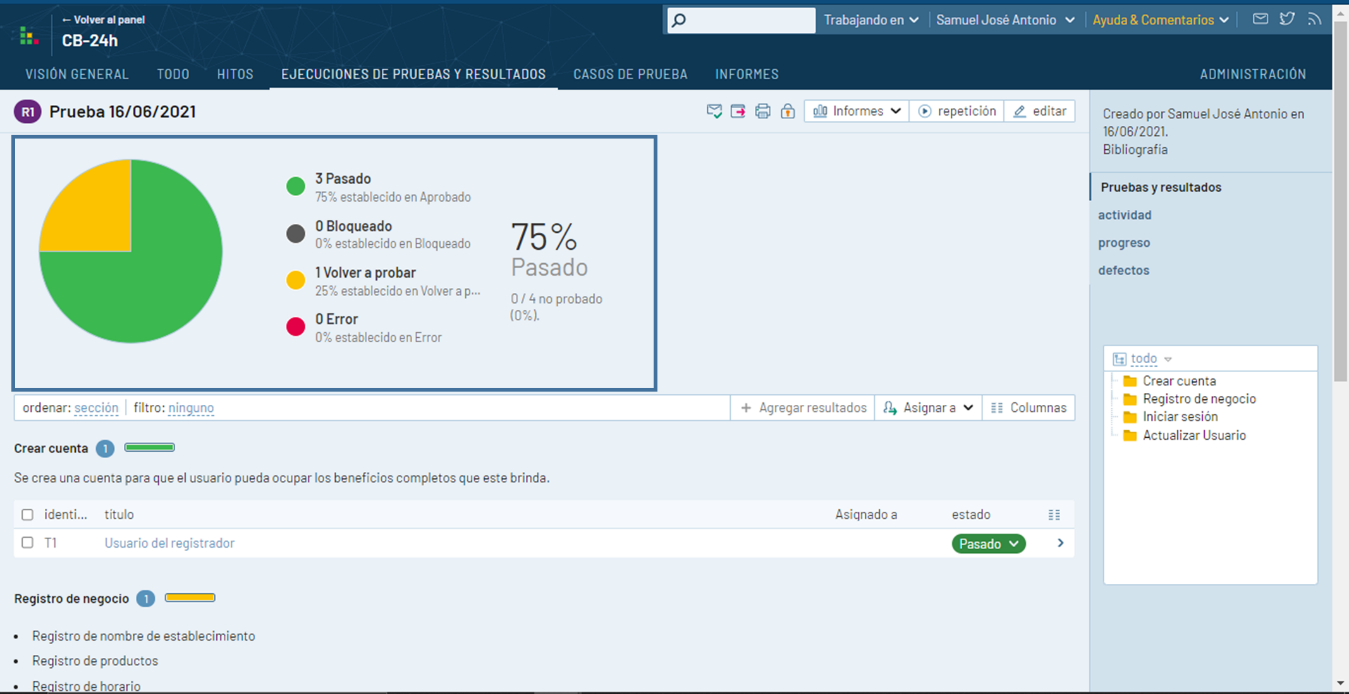 ← Volver al panel
CB-24h
Trabajando en
Samuel José Antonio
Ayuda & Comentarios
VISIÓN GENERAL
TODO
HITOS
EJECUCIONES DE PRUEBAS Y RESULTADOS
CASOS DE PRUEBA
INFORMES
ADMINISTRACIÓN
R1 Prueba 16/06/2021
Informes
repetición
editar
3 Pasado
75% establecido en Aprobado
0 Bloqueado
0% establecido en Bloqueado
1 Volver a probar
25% establecido en Volver a p...
0 Error
0% establecido en Error
75%
Pasado
0 / 4 no probado
(0%).
ordenar: sección filtro: ninguno
+ Agregar resultados
Asignar a
Columnas
Crear cuenta 1
Se crea una cuenta para que el usuario pueda ocupar los beneficios completos que este brinda.
identi... título Asignado a estado
T1 Usuario del registrador Pasado
Registro de negocio 1
• Registro de nombre de establecimiento
• Registro de productos
• Registro de horario
Creado por Samuel José Antonio en
16/06/2021.
Bibliografía
Pruebas y resultados
actividad
progreso
defectos
todo
Crear cuenta
Registro de negocio
Iniciar sesión
Actualizar Usuario